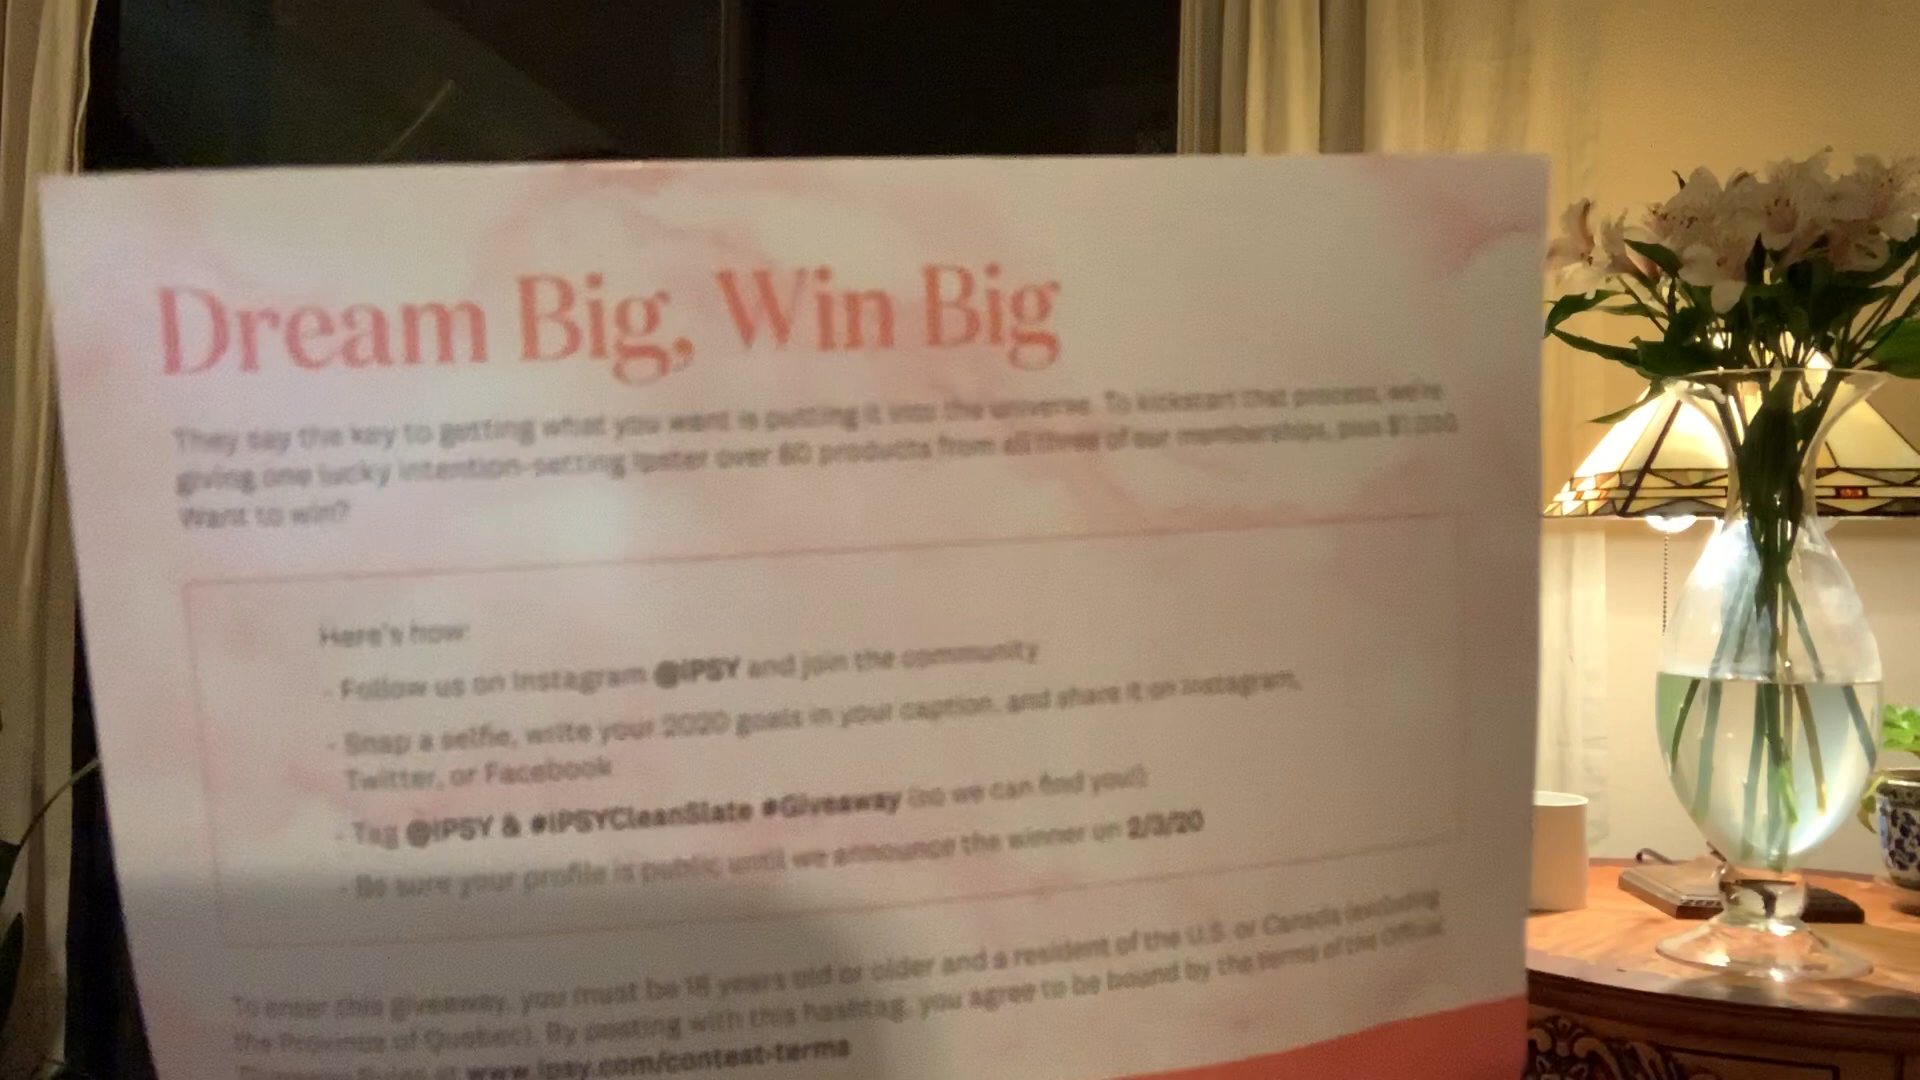 Dream Big, Win Big
They say the key to getting what you want is putting it into the universe. To kickstart that process, we're
giving one lucky intention-setting Ipster over 60 products from all three of our memberships, plus $1,000.
Want to win?
Here's how:
- Follow us on Instagram @IPSY and join the community
- Snap a selfie, write your 2020 goals in your caption, and share it on Instagram,
Twitter, or Facebook
- Tag @IPSY & #IPSYCleanSlate #Giveaway (so we can find you!)
- Be sure your profile is public until we announce the winner on 2/3/20
To enter this giveaway, you must be 18 years old or older and a resident of the U.S. or Canada (excluding
the Province of Quebec). By posting with this hashtag, you agree to be bound by the terms of the Official
Rules at www.ipsy.com/contest-terms